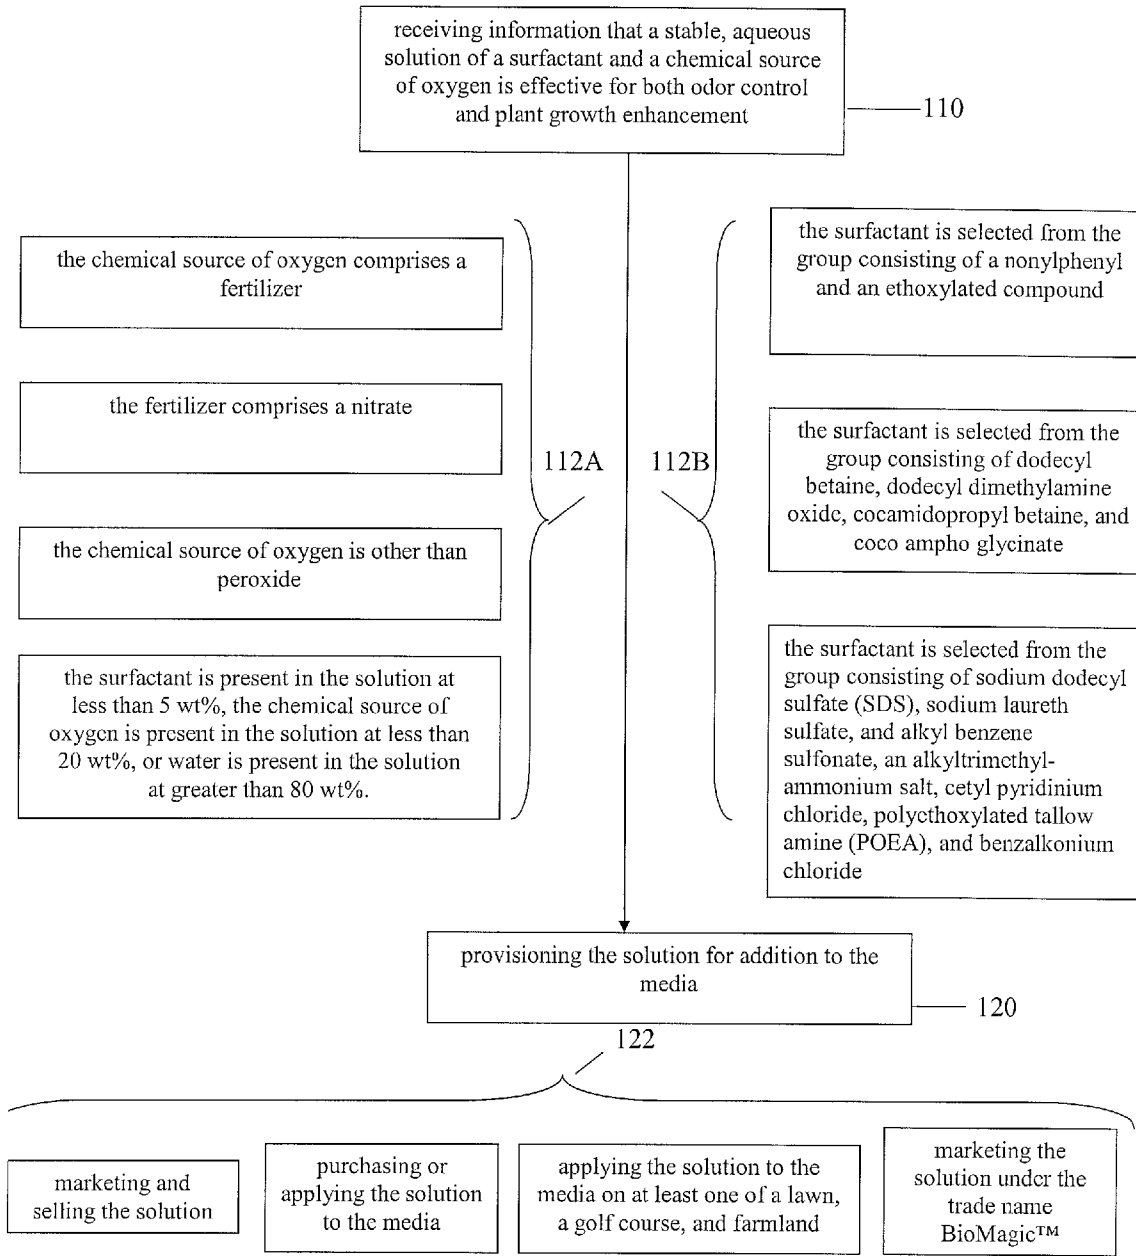 receiving information that a stable, aqueous
solution of a surfactant and a chemical source
of oxygen is effective for both odor control
and plant growth enhancement
110
the chemical source of oxygen comprises a
fertilizer
the fertilizer comprises a nitrate
the chemical source of oxygen is other than
peroxide
the surfactant is present in the solution at
less than 5 wt%, the chemical source of
oxygen is present in the solution at less than
20 wt%, or water is present in the solution
at greater than 80 wt%.
112A
112B
the surfactant is selected from the
group consisting of a nonylphenyl
and an ethoxylated compound
the surfactant is selected from the
group consisting of dodecyl
betaine, dodecyl dimethylamine
oxide, cocamidopropyl betaine, and
coco ampho glycinate
the surfactant is selected from the
group consisting of sodium dodecyl
sulfate (SDS), sodium laureth
sulfate, and alkyl benzene
sulfonate, an alkyltrimethyl-
ammonium salt, cetyl pyridinium
chloride, polyethoxylated tallow
amine (POEA), and benzalkonium
chloride
provisioning the solution for addition to the
media
120
122
marketing and
selling the solution
purchasing or
applying the solution
to the media
applying the solution to the
media on at least one of a lawn,
a golf course, and farmland
marketing the
solution under the
trade name
BioMagic™